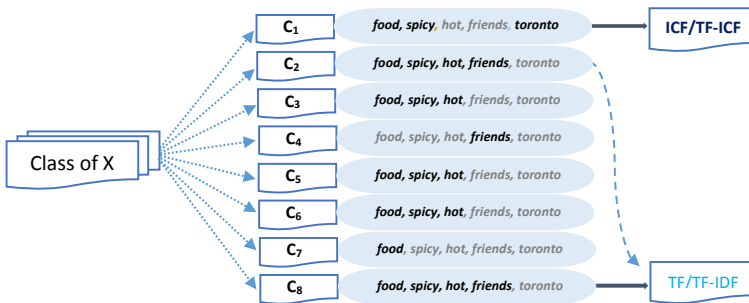 C1 food, spicy, hot, friends, toronto ICF/TF-ICF
C2 food, spicy, hot, friends, toronto
C3 food, spicy, hot, friends, toronto
C4 food, spicy, hot, friends, toronto
Class of X
C5 food, spicy, hot, friends, toronto
C6 food, spicy, hot, friends, toronto
C7 food, spicy, hot, friends, toronto
C8 food, spicy, hot, friends, toronto TF/TF-IDF